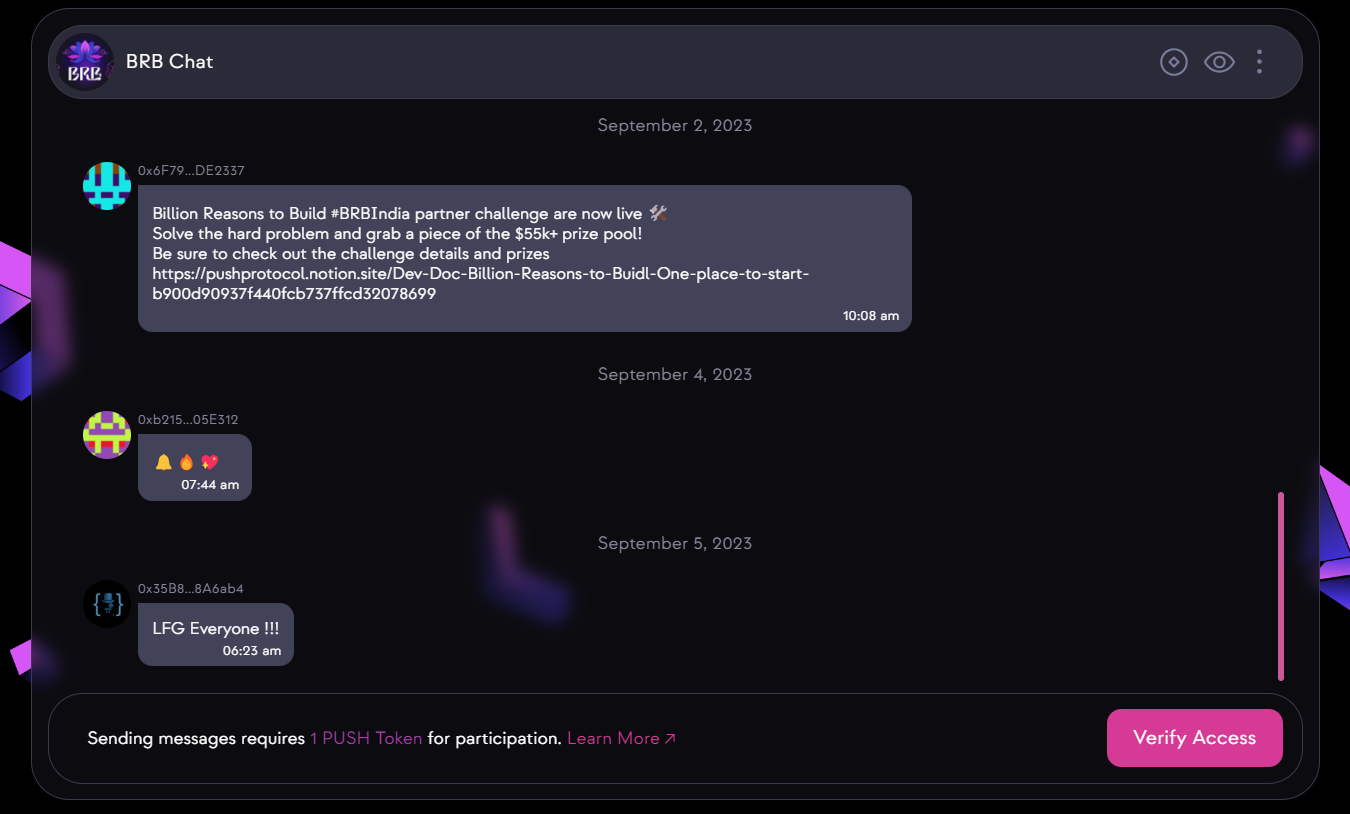 BRB
BRB Chat
September 2, 2023
0x6F79...DE2337
Billion Reasons to Build #BRBIndia partner challenge are now live 🛠️
Solve the hard problem and grab a piece of the $55k+ prize pool!
Be sure to check out the challenge details and prizes
https://pushprotocol.notion.site/Dev-Doc-Billion-Reasons-to-Buidl-One-place-to-start-
b900d90937f440fcb737ffcd32078699
10:08 am
September 4, 2023
0xb215...05E312
🔔 🔥 💖
07:44 am
September 5, 2023
0x35B8...8A6ab4
LFG Everyone !!!
06:23 am
Sending messages requires 1 PUSH Token for participation. Learn More ↗
Verify Access